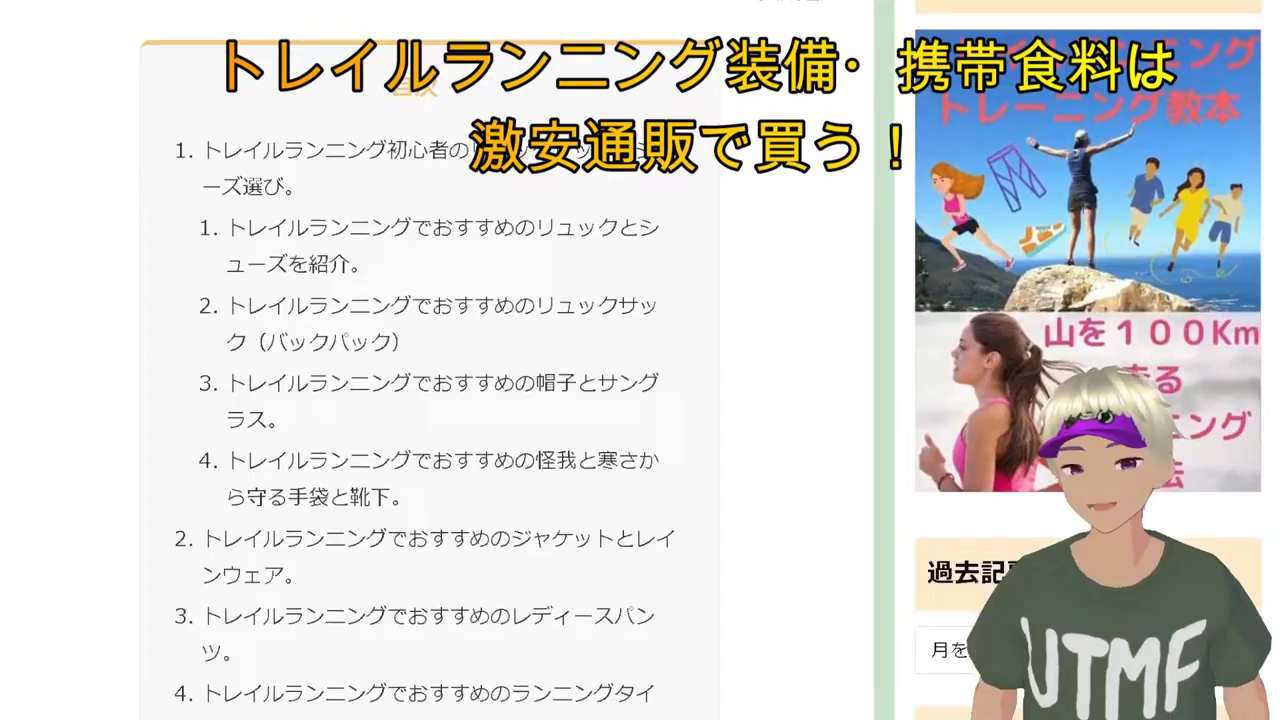 トレイルランニング装備・携帯食料は
激安通販で買う！
目次
1. トレイルランニング初心者の
ーズ選び。
1. トレイルランニングでおすすめのリュックとシ
ューズを紹介。
2. トレイルランニングでおすすめのリュックサッ
ク（バックパック）
3. トレイルランニングでおすすめの帽子とサング
ラス。
4. トレイルランニングでおすすめの怪我と寒さか
ら守る手袋と靴下。
2. トレイルランニングでおすすめのジャケットとレイ
ンウェア。
3. トレイルランニングでおすすめのレディースパン
ツ。
4. トレイルランニングでおすすめのランニングタイ
トレーニング教本
山を１００Km
走る
ニング
法
過去記
月を
UTMF